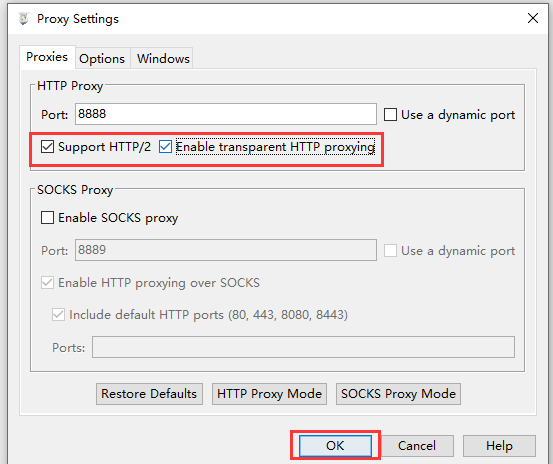 Proxy Settings
Proxies Options Windows
HTTP Proxy
Port: 8888 Use a dynamic port
Support HTTP/2 Enable transparent HTTP proxying
SOCKS Proxy
Enable SOCKS proxy
Port: 8889 Use a dynamic port
Enable HTTP proxying over SOCKS
Include default HTTP ports (80, 443, 8080, 8443)
Ports:
Restore Defaults HTTP Proxy Mode SOCKS Proxy Mode
OK Cancel Help